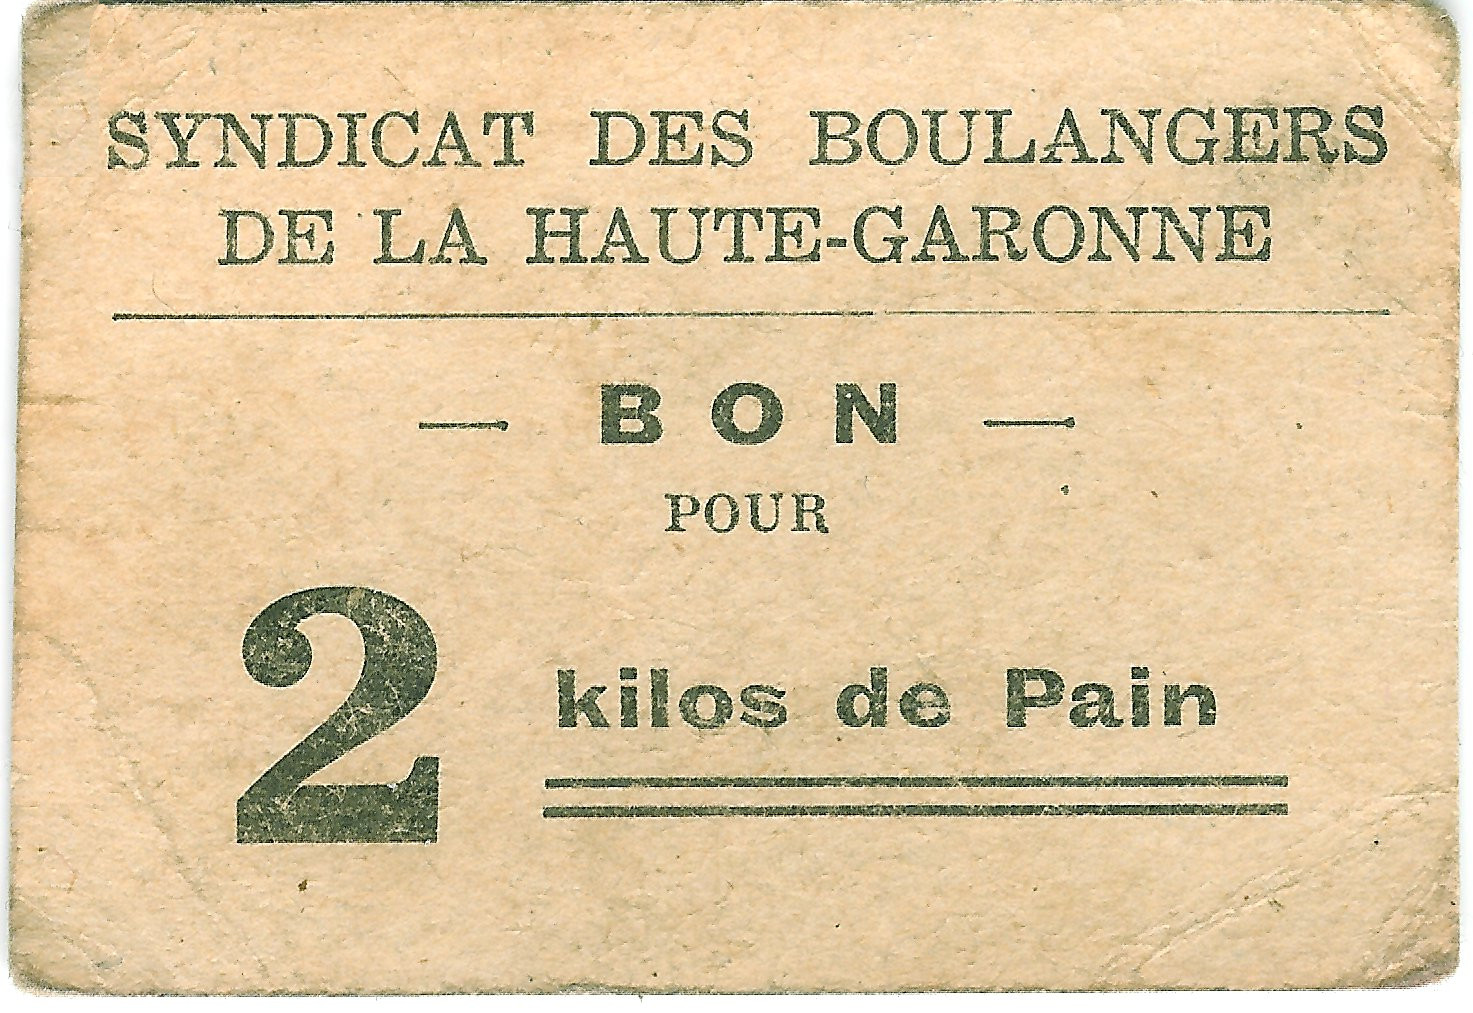 SYNDICAT DES BOULANGERS
DE LA HAUTE-GARONNE
— BON —
POUR
2 kilos de Pain